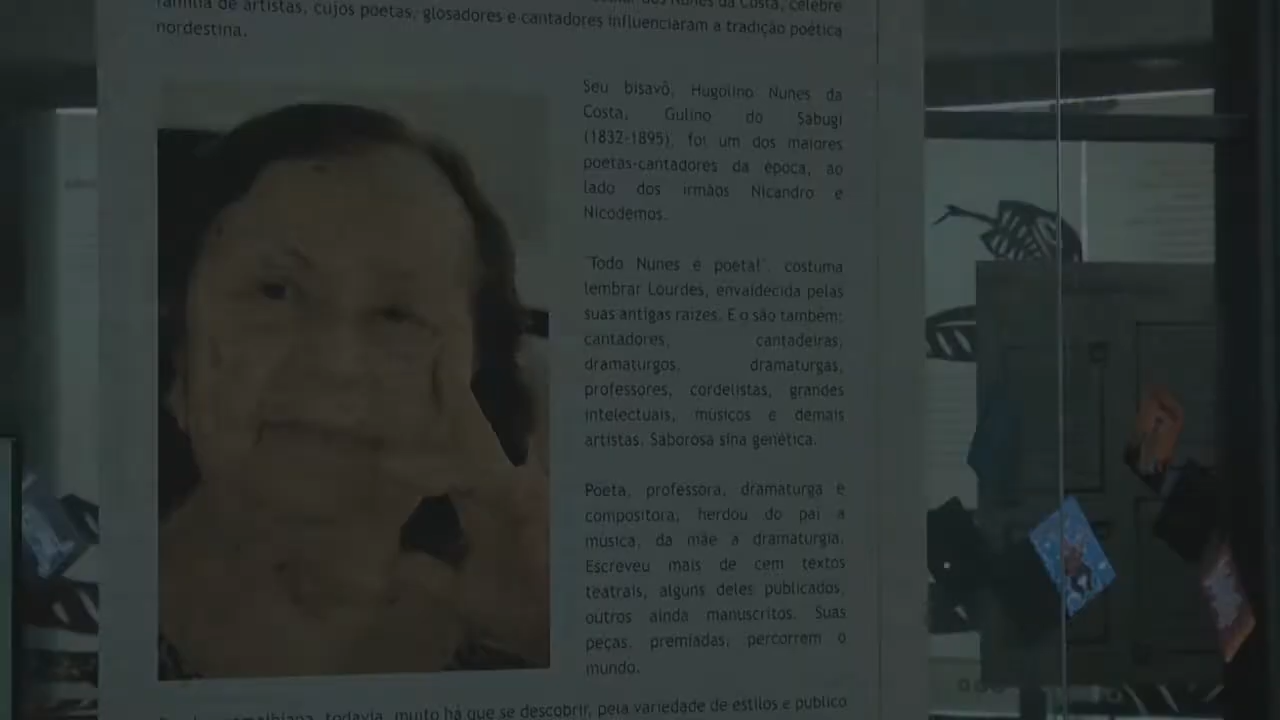 família de artistas, cujos poetas, glosadores e cantadores influenciaram a tradição poética
nordestina.
Seu bisavô, Hugolino Nunes da
Costa, Gulino do Sabugi
(1832-1895), foi um dos maiores
poetas-cantadores da época, ao
lado dos irmãos Nicandro e
Nicodemos.
"Todo Nunes é poeta!", costuma
lembrar Lourdes, envaidecida pelas
suas antigas raízes. E o são também:
cantadores, cantadeiras,
dramaturgos, dramaturgas,
professores, cordelistas, grandes
intelectuais, músicos e demais
artistas. Saborosa sina genética.
Poeta, professora, dramaturga e
compositora, herdou do pai a
música, da mãe a dramaturgia.
Escreveu mais de cem textos
teatrais, alguns deles publicados,
outros ainda manuscritos. Suas
peças, premiadas, percorrem o
mundo.
todavia, muito há que se descobrir, pela variedade de estilos e público